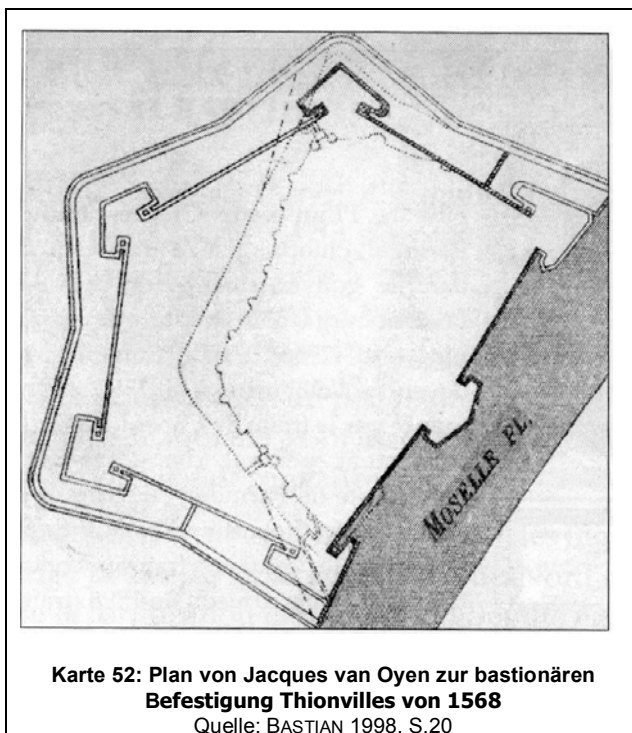 MOSELLE FL.
Karte 52: Plan von Jacques van Oyen zur bastionären
Befestigung Thionvilles von 1568
Quelle: BASTIAN 1998, S.20